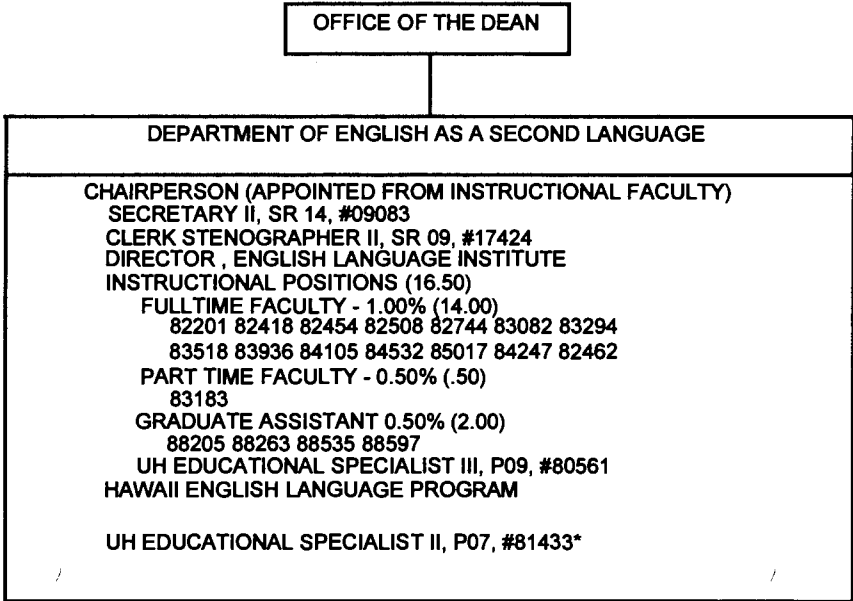 OFFICE OF THE DEAN
DEPARTMENT OF ENGLISH AS A SECOND LANGUAGE
CHAIRPERSON (APPOINTED FROM INSTRUCTIONAL FACULTY)
SECRETARY II, SR 14, #09083
CLERK STENOGRAPHER II, SR 09, #17424
DIRECTOR , ENGLISH LANGUAGE INSTITUTE
INSTRUCTIONAL POSITIONS (16.50)
FULLTIME FACULTY - 1.00% (14.00)
82201 82418 82454 82508 82744 83082 83294
83518 83936 84105 84532 85017 84247 82462
PART TIME FACULTY - 0.50% (.50)
83183
GRADUATE ASSISTANT 0.50% (2.00)
88205 88263 88535 88597
UH EDUCATIONAL SPECIALIST III, P09, #80561
HAWAII ENGLISH LANGUAGE PROGRAM
UH EDUCATIONAL SPECIALIST II, P07, #81433*